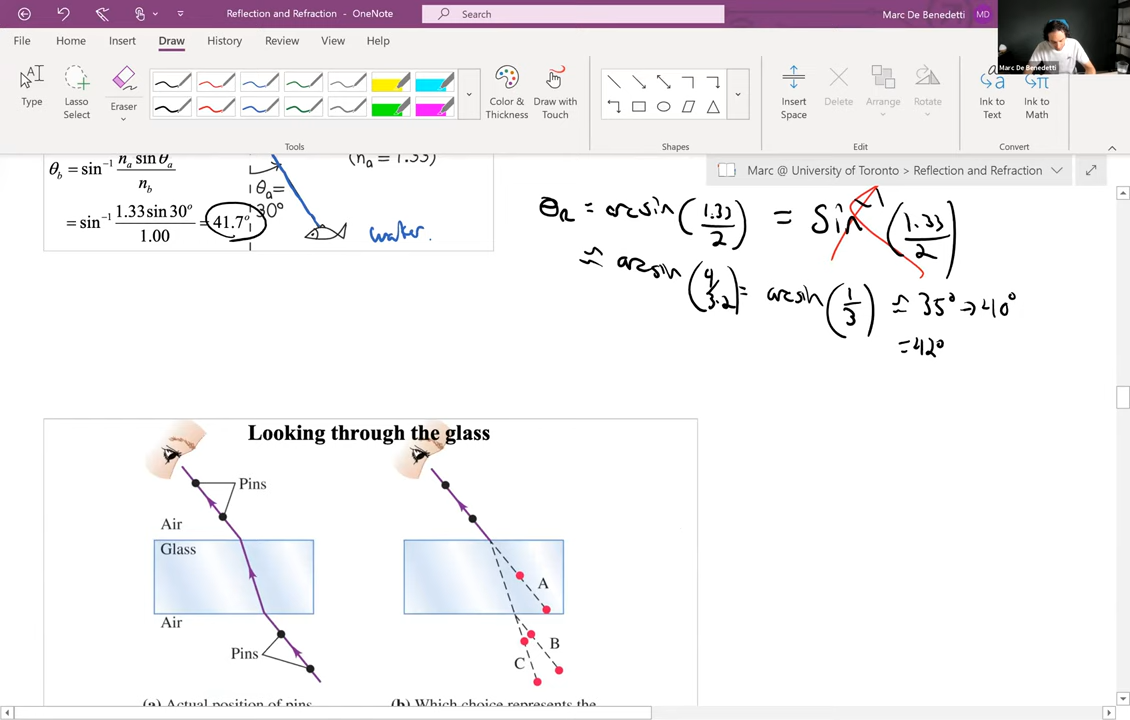 Reflection and Refraction - OneNote
Search
Marc De Benedetti
MD
File Home Insert Draw History Review View Help
Marc De Benedetti
Type
Lasso Select
Eraser
Color & Thickness
Draw with Touch
Insert Space
Delete
Arrange
Rotate
Ink to Text
Ink to Math
Tools
Shapes
Edit
Convert
Marc @ University of Toronto > Reflection and Refraction
(na = 1.33)
θb = sin⁻¹ na sin θa / nb
θa = 30°
= sin⁻¹ 1.33 sin 30° / 1.00 = 41.7°
water.
θR = arcsin (1.33/2) = sin⁻¹ (1.33/2)
≈ arcsin (4/3·2) = arcsin (1/3) ≈ 35° → 40°
= 42°
Looking through the glass
Pins
Air
Glass
Air
Pins
A
B
C
(a) Actual position of pins
(b) Which choice represents the